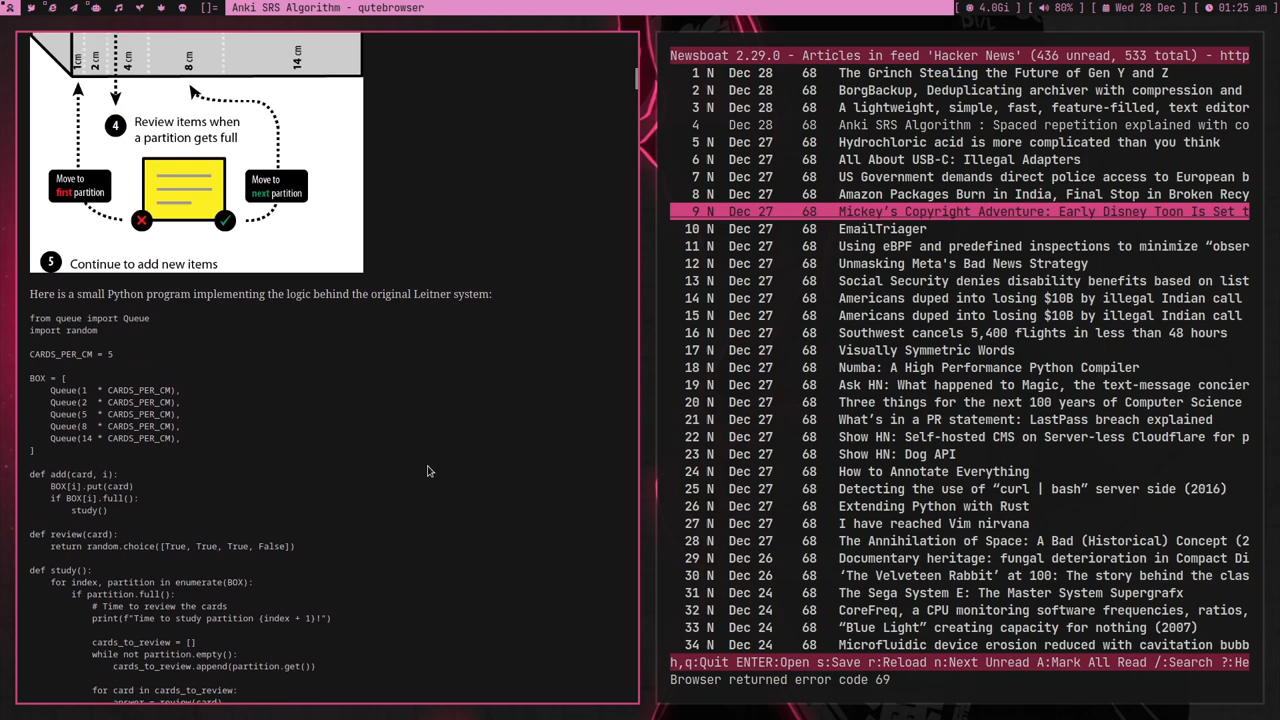 []= Anki SRS Algorithm - qutebrowser [ 4.0Gi ] [ 80% ] [ Wed 28 Dec ] [ 01:25 am ]
1cm 2 cm 4 cm 8 cm 14 cm
4 Review items when
a partition gets full
Move to
first partition
Move to
next partition
5 Continue to add new items
Here is a small Python program implementing the logic behind the original Leitner system:
from queue import Queue
import random
CARDS_PER_CM = 5
BOX = [
Queue(1 * CARDS_PER_CM),
Queue(2 * CARDS_PER_CM),
Queue(5 * CARDS_PER_CM),
Queue(8 * CARDS_PER_CM),
Queue(14 * CARDS_PER_CM),
]
def add(card, i):
BOX[i].put(card)
if BOX[i].full():
study()
def review(card):
return random.choice([True, True, True, False])
def study():
for index, partition in enumerate(BOX):
if partition.full():
# Time to review the cards
print(f"Time to study partition {index + 1}!")
cards_to_review = []
while not partition.empty():
cards_to_review.append(partition.get())
for card in cards_to_review:
answer = review(card)
Newsboat 2.29.0 - Articles in feed 'Hacker News' (436 unread, 533 total) - http
1 N Dec 28 68 The Grinch Stealing the Future of Gen Y and Z
2 N Dec 28 68 BorgBackup, Deduplicating archiver with compression and
3 N Dec 28 68 A lightweight, simple, fast, feature-filled, text editor
4 Dec 28 68 Anki SRS Algorithm : Spaced repetition explained with co
5 N Dec 28 68 Hydrochloric acid is more complicated than you think
6 N Dec 27 68 All About USB-C: Illegal Adapters
7 N Dec 27 68 US Government demands direct police access to European b
8 N Dec 27 68 Amazon Packages Born in India, Final Stop in Broken Recy
9 N Dec 27 68 Mickey’s Copyright Adventure: Early Disney Toon Is Set t
10 N Dec 27 68 EmailTriager
11 N Dec 27 68 Using eBPF and predefined inspections to minimize “obser
12 N Dec 27 68 Unmasking Meta's Bad News Strategy
13 N Dec 27 68 Social Security denies disability benefits based on list
14 N Dec 27 68 Americans duped into losing $10B by illegal Indian call
15 N Dec 27 68 Americans duped into losing $10B by illegal Indian call
16 N Dec 27 68 Southwest cancels 5,400 flights in less than 48 hours
17 N Dec 27 68 Visually Symmetric Words
18 N Dec 27 68 Numba: A High Performance Python Compiler
19 N Dec 27 68 Ask HN: What happened to Magic, the text-message concier
20 N Dec 27 68 Three things for the next 100 years of Computer Science
21 N Dec 27 68 What’s in a PR statement: LastPass breach explained
22 N Dec 27 68 Show HN: Self-hosted CMS on Server-less Cloudflare for p
23 N Dec 27 68 Show HN: Dog API
24 N Dec 27 68 How to Annotate Everything
25 N Dec 27 68 Detecting the use of “curl | bash” server side (2016)
26 N Dec 27 68 Extending Python with Rust
27 N Dec 27 68 I have reached Vim nirvana
28 N Dec 27 68 The Annihilation of Space: A Bad (Historical) Concept (2
29 N Dec 26 68 Documentary heritage: fungal deterioration in Compact Di
30 N Dec 26 68 ‘The Velveteen Rabbit’ at 100: The story behind the clas
31 N Dec 24 68 The Sega System E: The Master System Supergrafx
32 N Dec 24 68 CoreFreq, a CPU monitoring software frequencies, ratios,
33 N Dec 24 68 “Blue Light” creating capacity for nothing (2007)
34 N Dec 24 68 Microfluidic device erosion reduced with cavitation bubb
h,q:Quit ENTER:Open s:Save r:Reload n:Next Unread A:Mark All Read /:Search ?:He
Browser returned error code 69